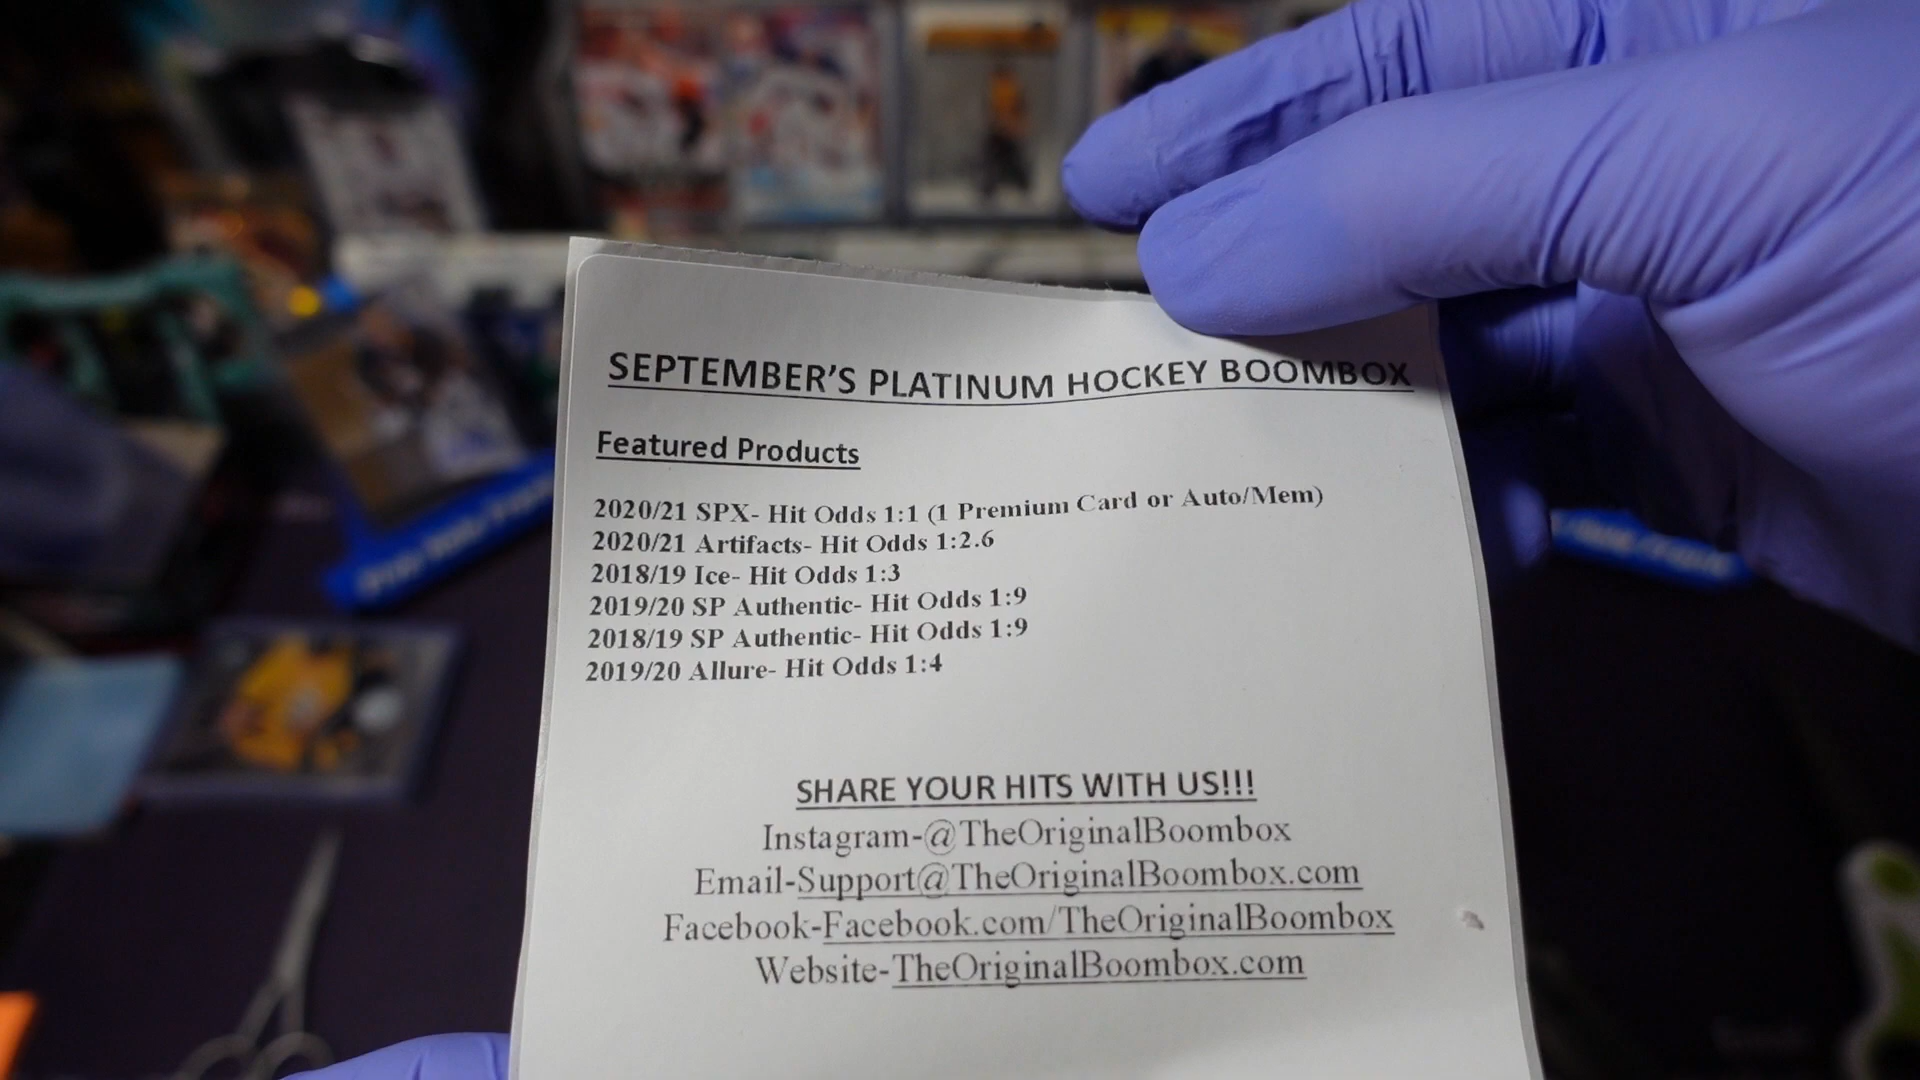 SEPTEMBER'S PLATINUM HOCKEY BOOMBOX
Featured Products
2020/21 SPX- Hit Odds 1:1 (1 Premium Card or Auto/Mem)
2020/21 Artifacts- Hit Odds 1:2.6
2018/19 Ice- Hit Odds 1:3
2019/20 SP Authentic- Hit Odds 1:9
2018/19 SP Authentic- Hit Odds 1:9
2019/20 Allure- Hit Odds 1:4
SHARE YOUR HITS WITH US!!!
Instagram-@TheOriginalBoombox
Email-Support@TheOriginalBoombox.com
Facebook-Facebook.com/TheOriginalBoombox
Website-TheOriginalBoombox.com